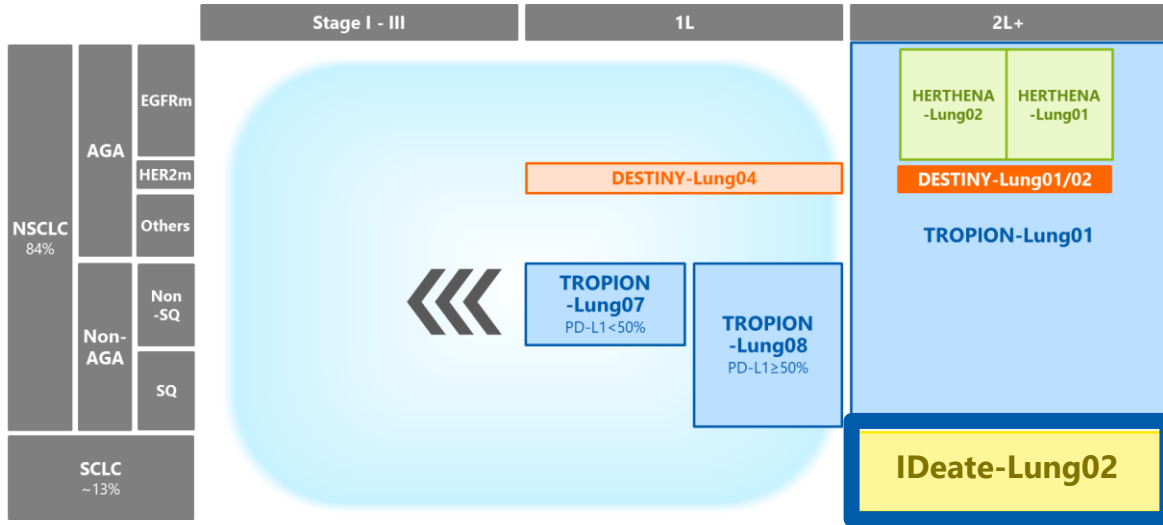 Stage I - III
1L
2L+
NSCLC
84%
AGA
EGFRm
HER2m
Others
Non-
AGA
Non
-SQ
SQ
SCLC
~13%
DESTINY-Lung04
TROPION
-Lung07
PD-L1<50%
TROPION
-Lung08
PD-L1≥50%
HERTHENA
-Lung02
HERTHENA
-Lung01
DESTINY-Lung01/02
TROPION-Lung01
IDeate-Lung02